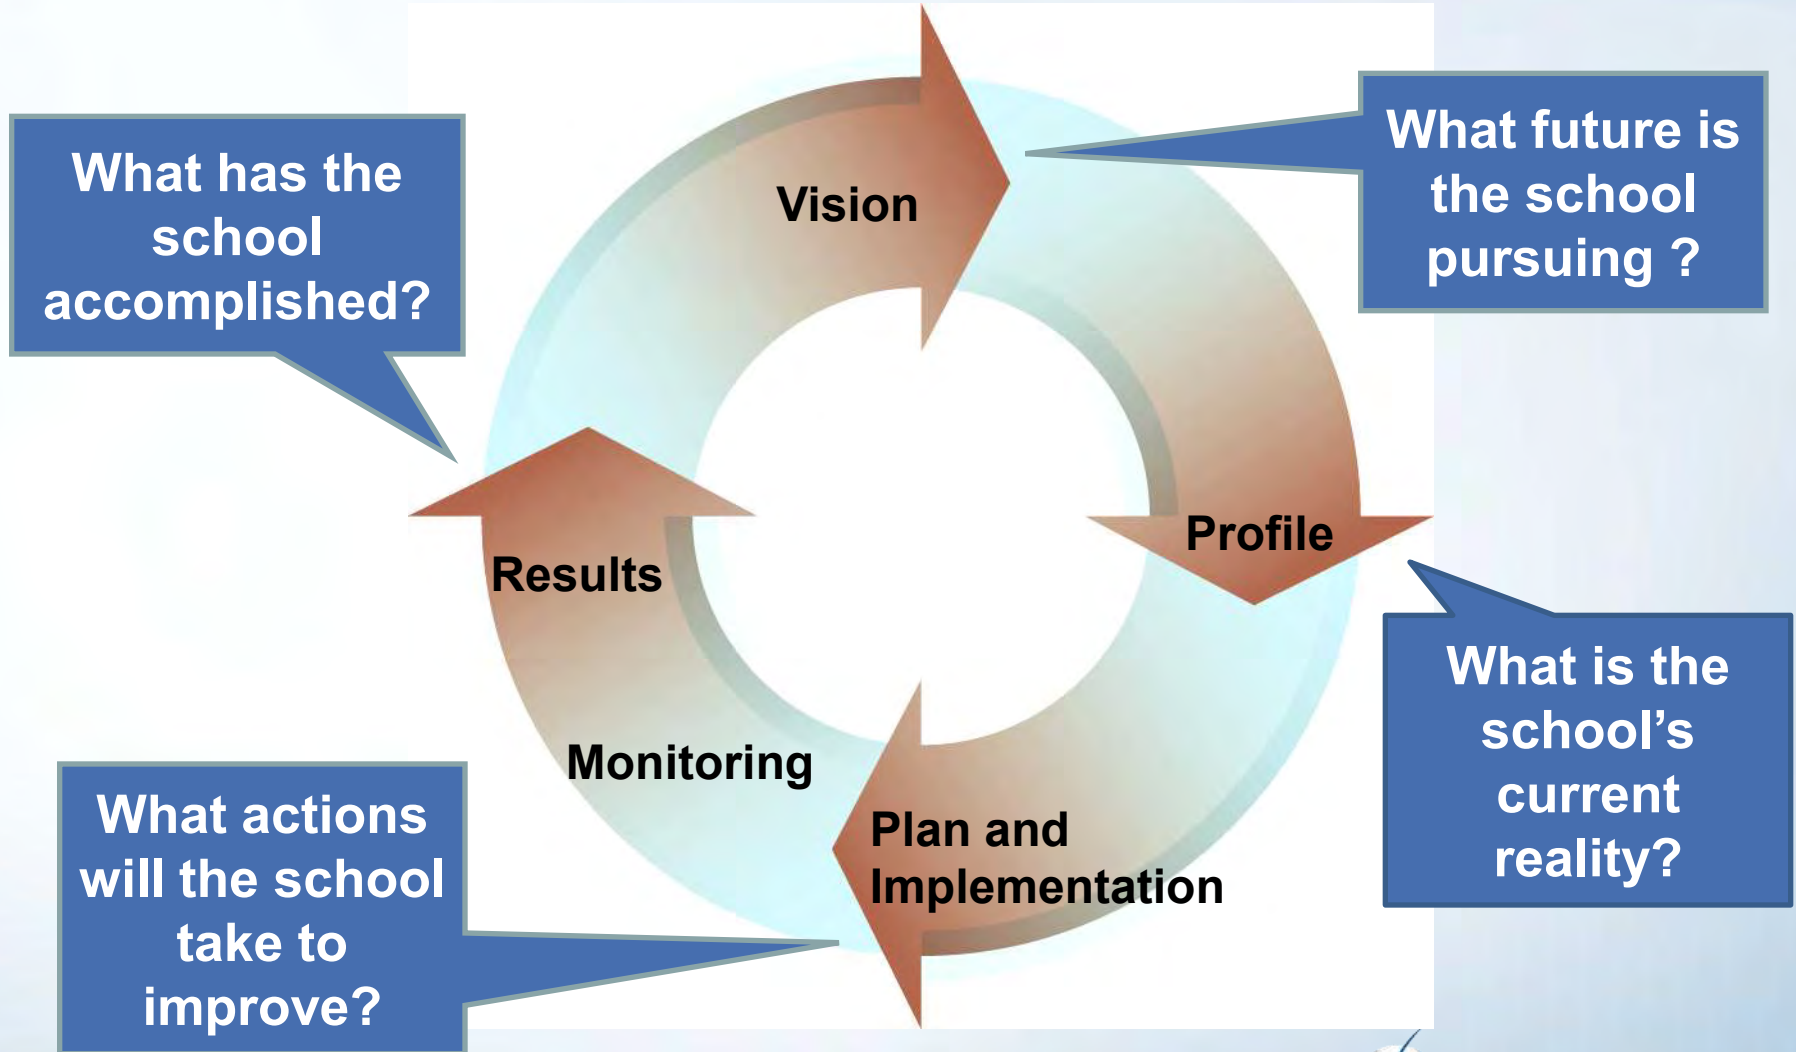 What has the
school
accomplished?
Vision
What future is
the school
pursuing ?
Profile
What is the
school’s
current
reality?
Plan and
Implementation
What actions
will the school
take to
improve?
Monitoring
Results